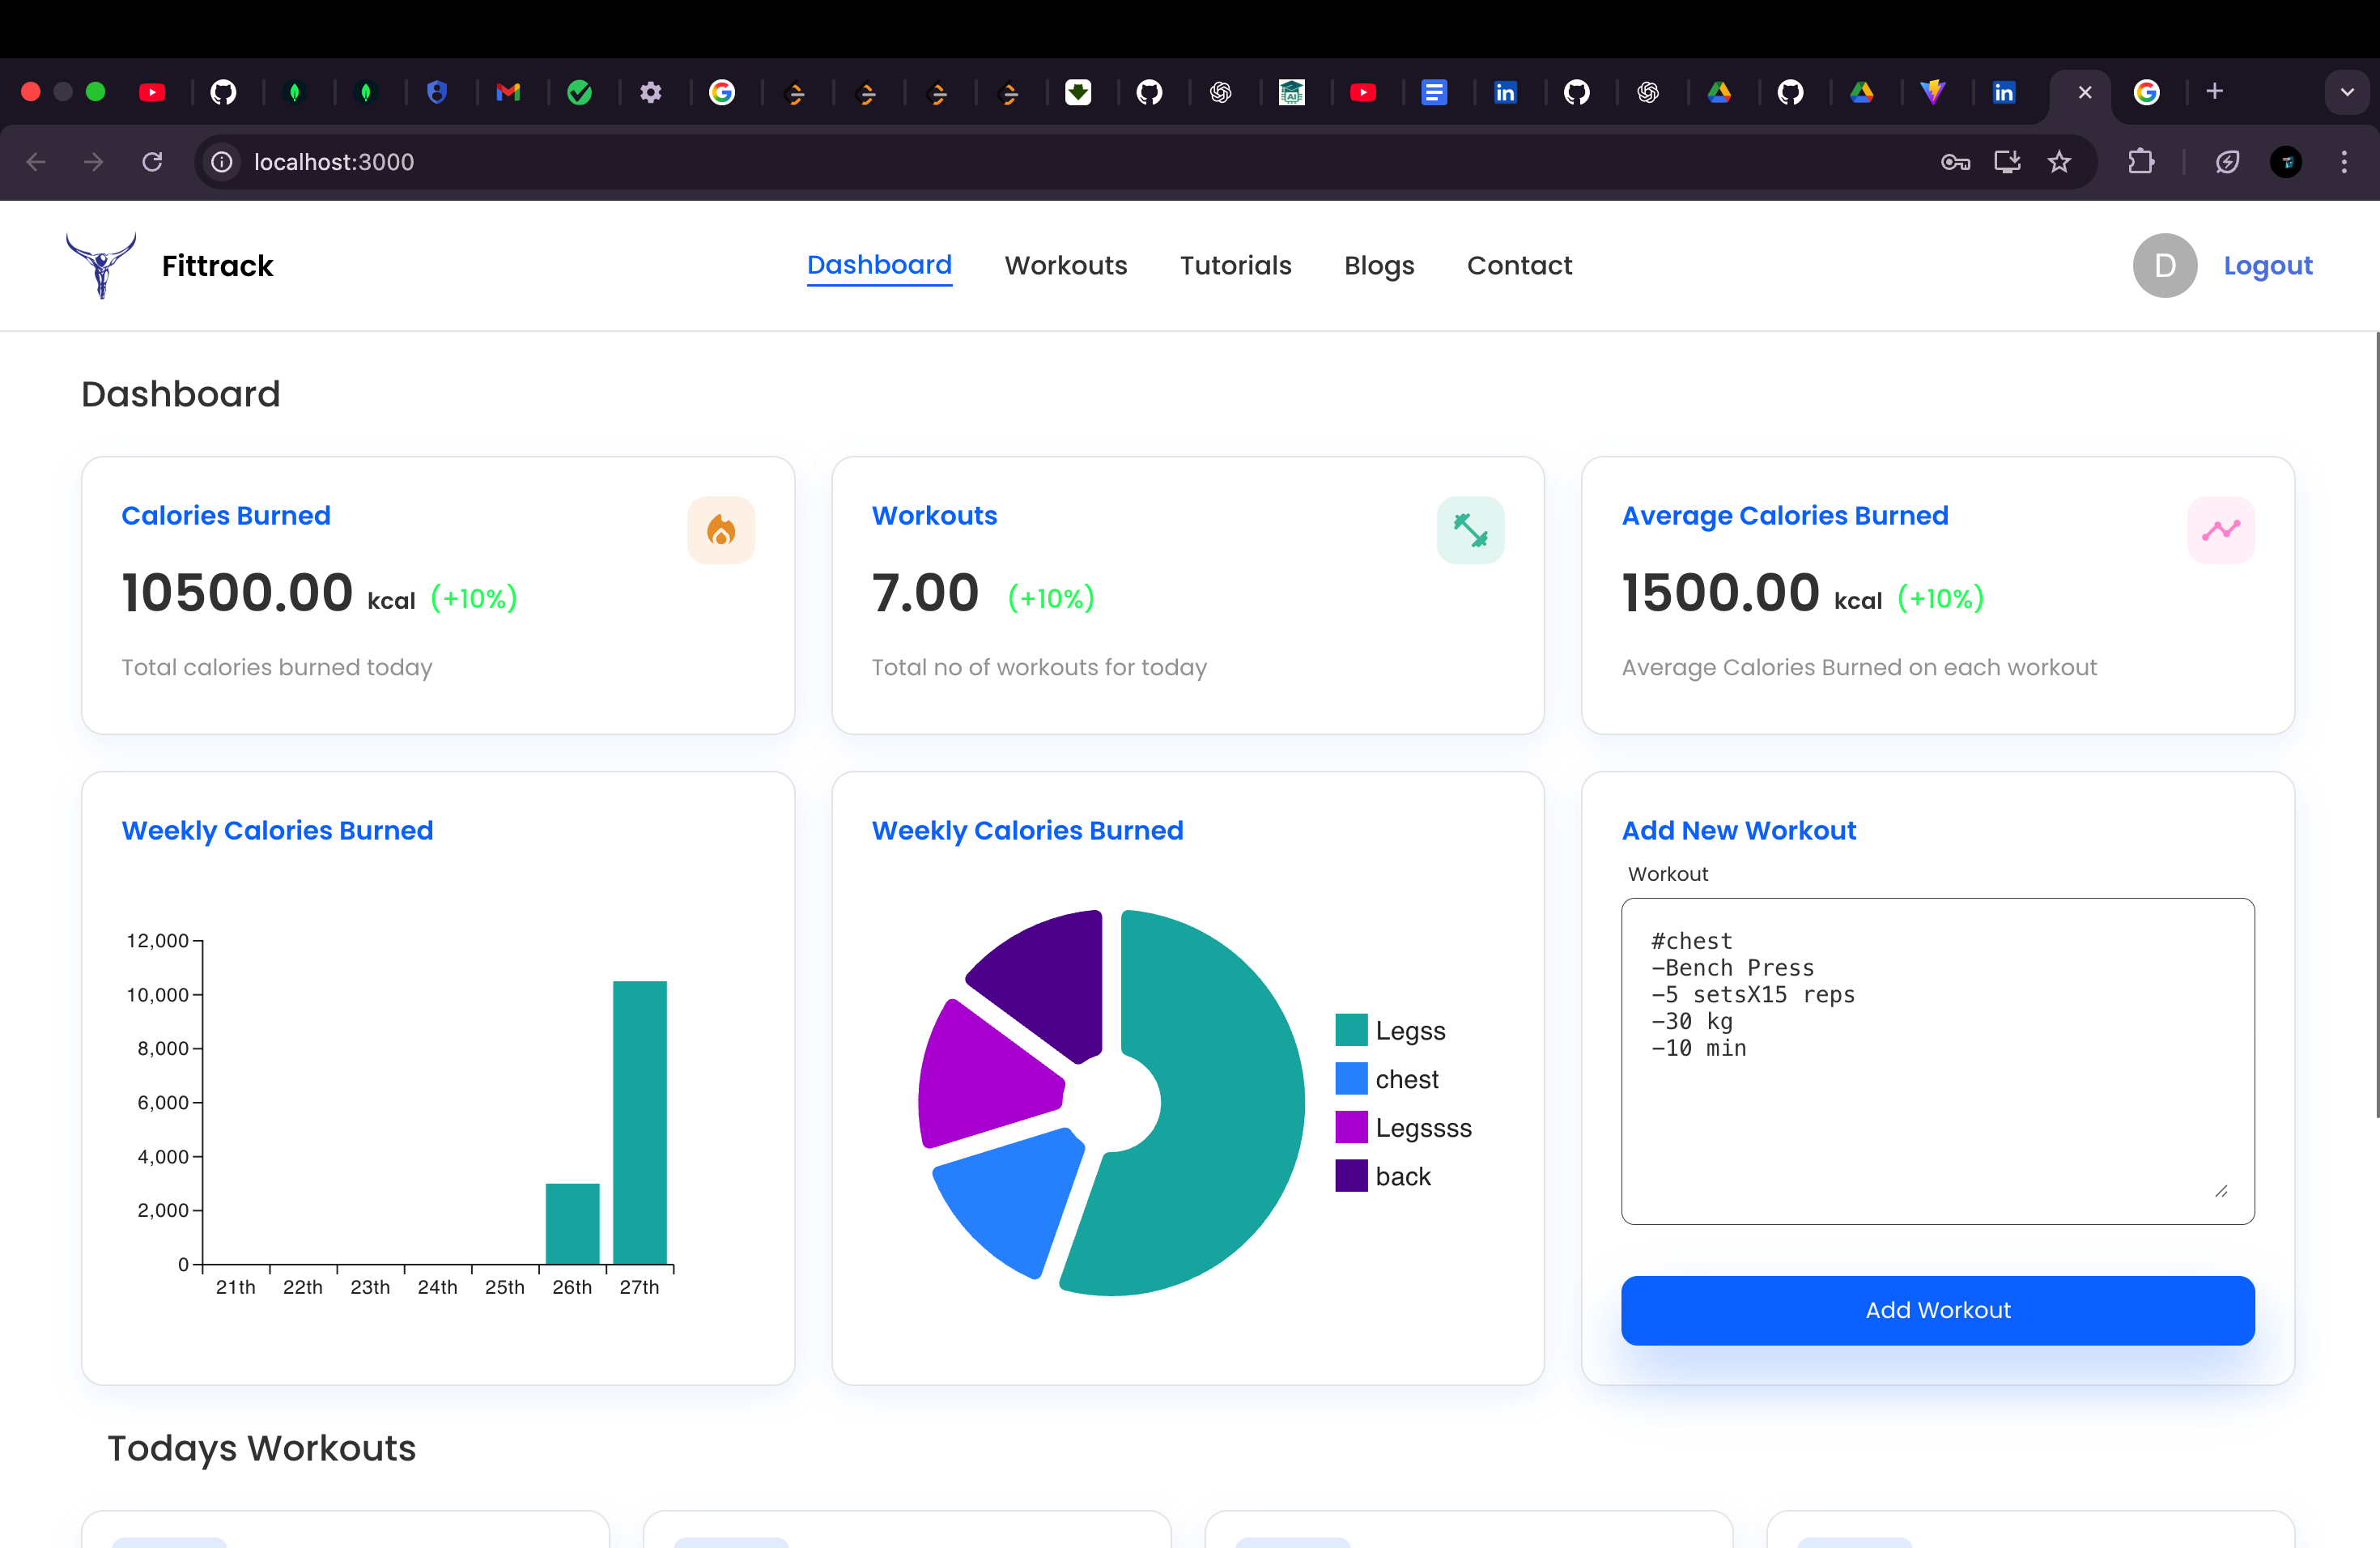 localhost:3000
Fittrack
Dashboard Workouts Tutorials Blogs Contact
D Logout
Dashboard
Calories Burned
10500.00 kcal (+10%)
Total calories burned today
Workouts
7.00 (+10%)
Total no of workouts for today
Average Calories Burned
1500.00 kcal (+10%)
Average Calories Burned on each workout
Weekly Calories Burned
12,000
10,000
8,000
6,000
4,000
2,000
0
21th 22th 23th 24th 25th 26th 27th
Weekly Calories Burned
Legss
chest
Legssss
back
Add New Workout
Workout
#chest
-Bench Press
-5 setsX15 reps
-30 kg
-10 min
Add Workout
Todays Workouts